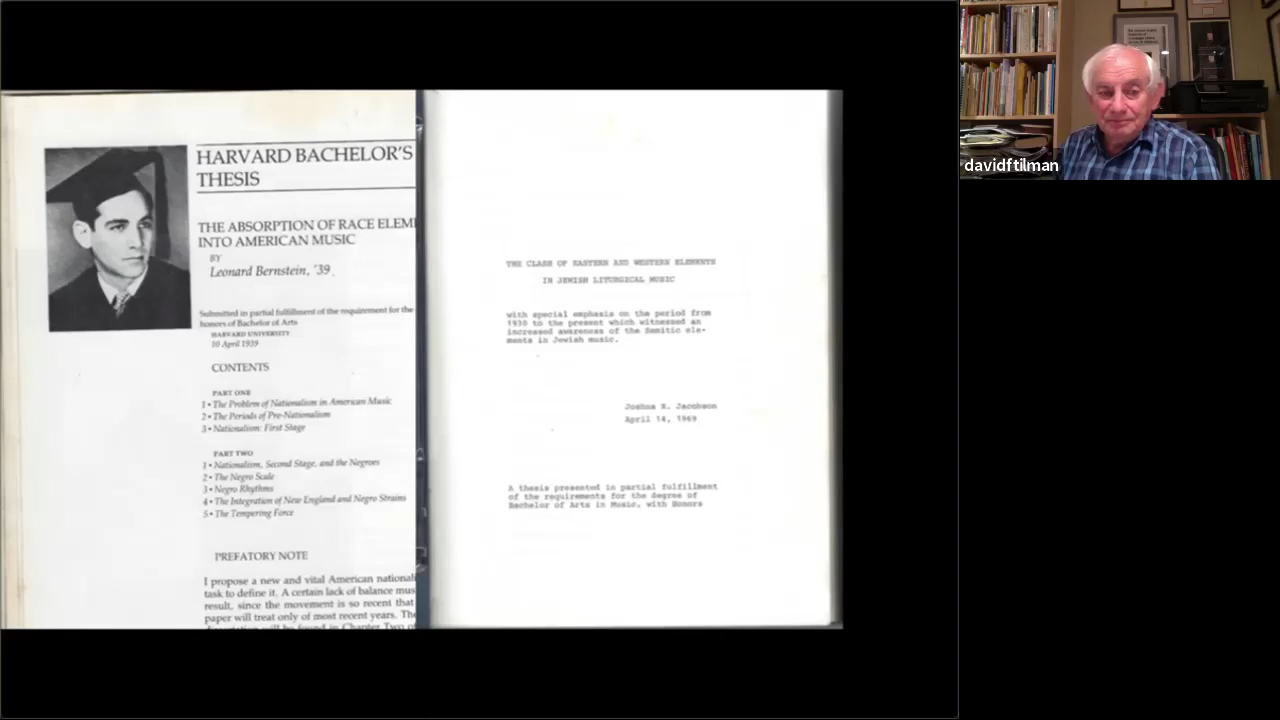 HARVARD BACHELOR'S
THESIS
THE ABSORPTION OF RACE ELEM
INTO AMERICAN MUSIC
BY
Leonard Bernstein, '39
Submitted in partial fulfillment of the requirement for the
honors of Bachelor of Arts
HARVARD UNIVERSITY
10 April 1939
CONTENTS
PART ONE
1 • The Problem of Nationalism in American Music
2 • The Periods of Pre-Nationalism
3 • Nationalism: First Stage
PART TWO
1 • Nationalism, Second Stage, and the Negroes
2 • The Negro Scale
3 • Negro Rhythms
4 • The Integration of New England and Negro Strains
5 • The Tempering Force
PREFATORY NOTE
I propose a new and vital American national
task to define it. A certain lack of balance mus
result, since the movement is so recent that
paper will treat only of most recent years. The
will be found in Chapter Two
THE CLASH OF EASTERN AND WESTERN ELEMENTS
IN JEWISH LITURGICAL MUSIC
with special emphasis on the period from
1930 to the present which witnessed an
increased awareness of the Semitic ele-
ments in Jewish music.
Joshua R. Jacobson
April 14, 1969
A thesis presented in partial fulfillment
of the requirements for the degree of
Bachelor of Arts in Music, with Honors
davidftilman